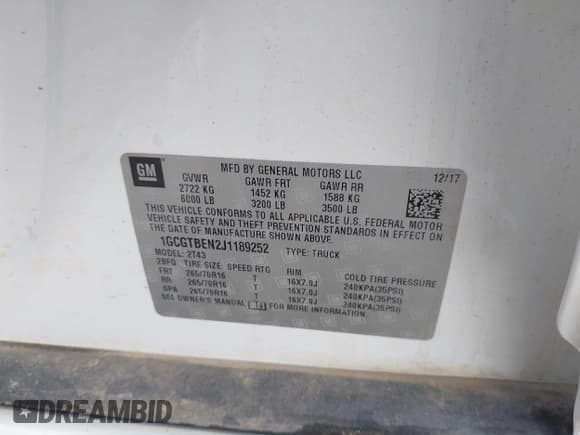 GM
MFD BY GENERAL MOTORS LLC
12/17
GVWR GAWR FRT GAWR RR
2722 KG 1452 KG 1588 KG
6000 LB 3200 LB 3500 LB
THIS VEHICLE CONFORMS TO ALL APPLICABLE U.S. FEDERAL MOTOR
VEHICLE SAFETY AND THEFT PREVENTION STANDARDS IN EFFECT ON
THE DATE OF MANUFACTURE SHOWN ABOVE.
1GCGTBEN2J1189252 TYPE: TRUCK
MODEL: 2T43
2BFQ TIRE SIZE SPEED RTG RIM COLD TIRE PRESSURE
FRT 265/70R16 T 16X7.0J 240KPA(35PSI)
RR 265/70R16 T 16X7.0J 240KPA(35PSI)
SPA 265/70R16 T 16X7.0J 240KPA(35PSI)
SEE OWNER'S MANUAL FOR MORE INFORMATION.
DREAMBID